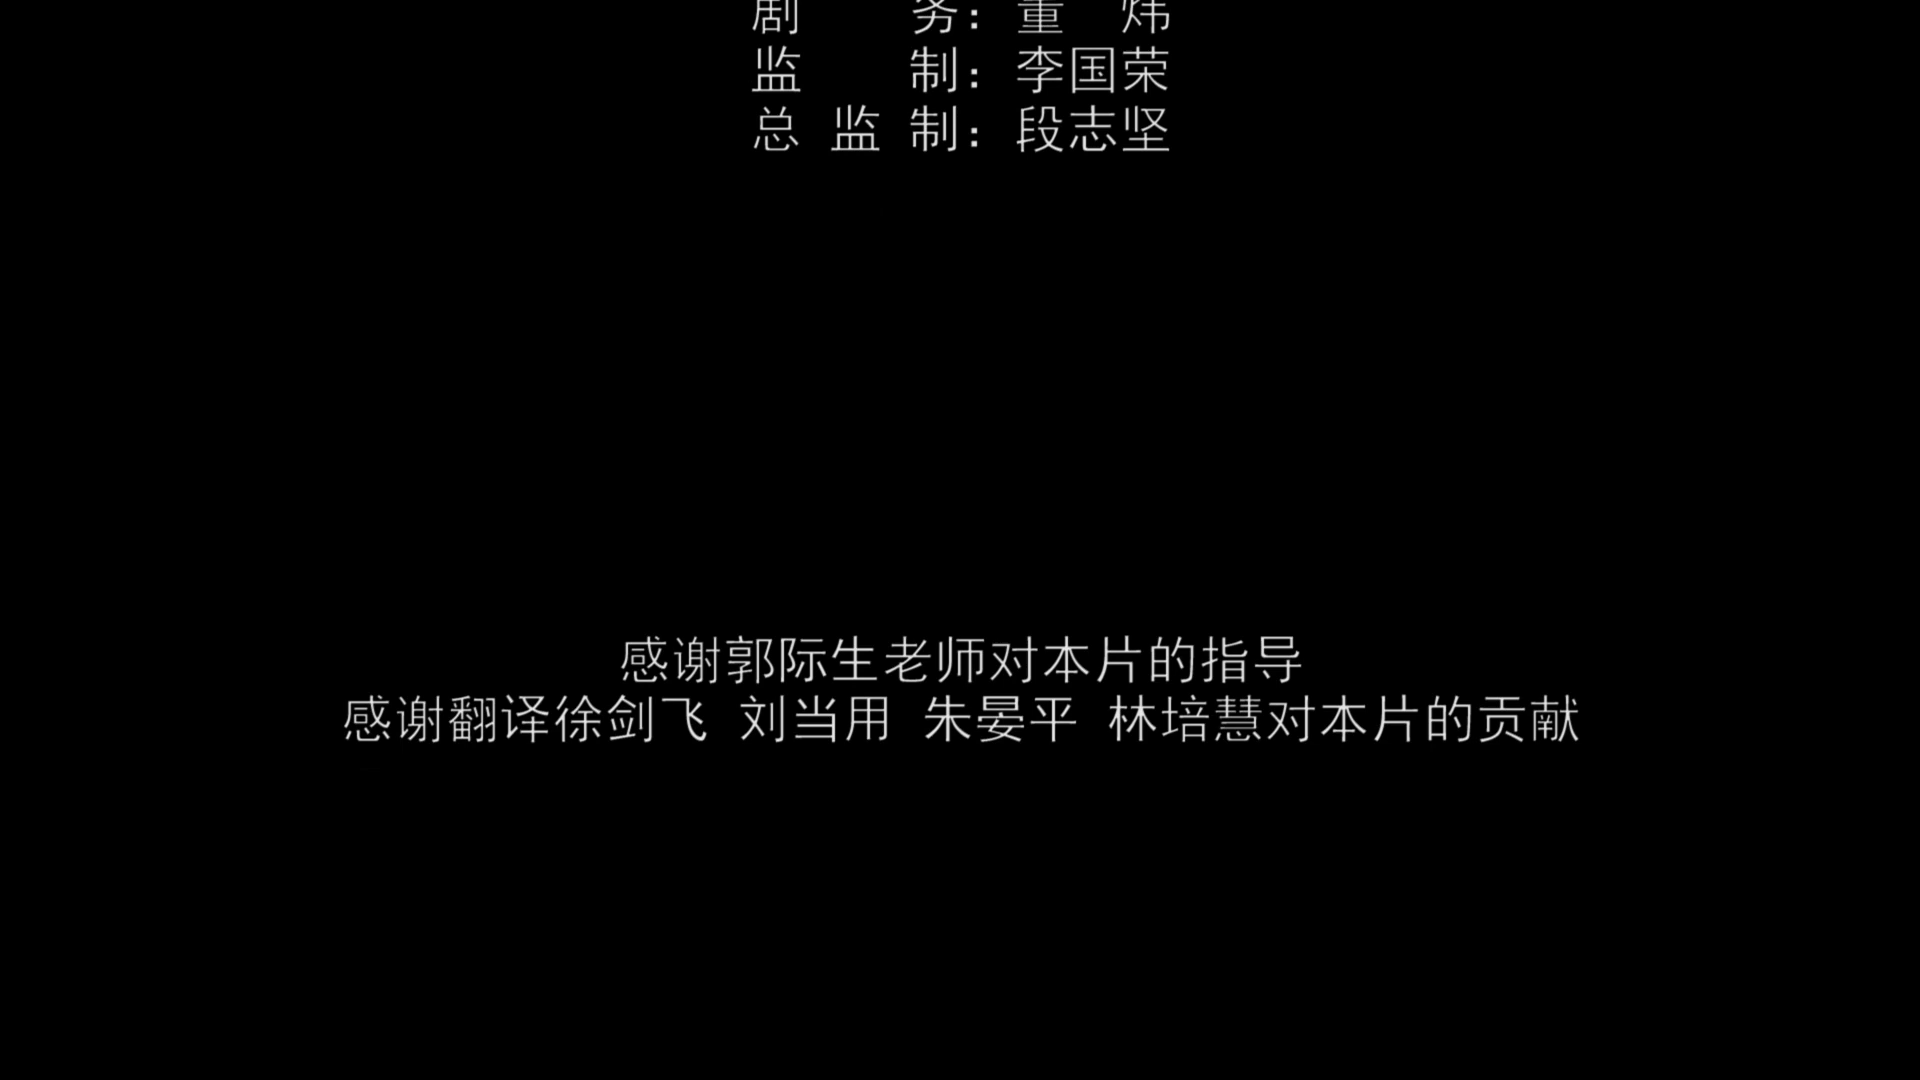 剧 务：董 炜
监 制：李国荣
总 监 制：段志坚
感谢郭际生老师对本片的指导
感谢翻译徐剑飞 刘当用 朱晏平 林培慧对本片的贡献